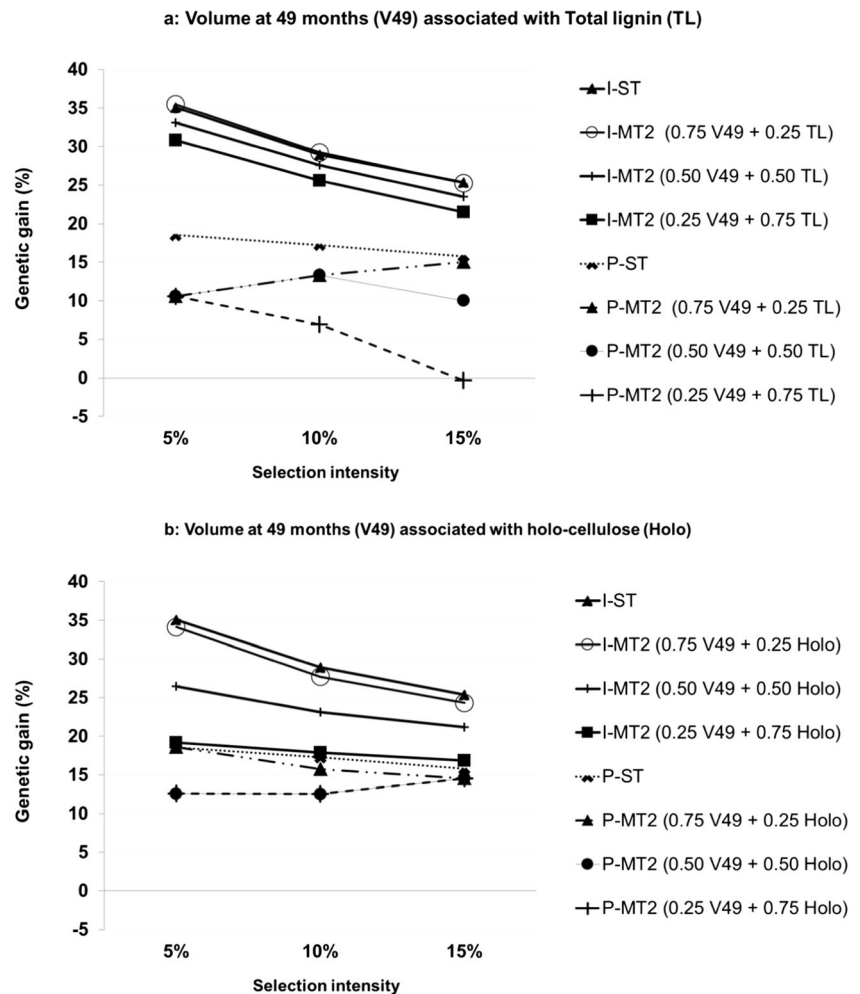 a: Volume at 49 months (V49) associated with Total lignin (TL)
40
35
30
25
20
15
10
5
0
-5
Genetic gain (%)
5%
10%
15%
Selection intensity
I-ST
I-MT2 (0.75 V49 + 0.25 TL)
I-MT2 (0.50 V49 + 0.50 TL)
I-MT2 (0.25 V49 + 0.75 TL)
P-ST
P-MT2 (0.75 V49 + 0.25 TL)
P-MT2 (0.50 V49 + 0.50 TL)
P-MT2 (0.25 V49 + 0.75 TL)
b: Volume at 49 months (V49) associated with holo-cellulose (Holo)
40
35
30
25
20
15
10
5
0
-5
Genetic gain (%)
5%
10%
15%
Selection intensity
I-ST
I-MT2 (0.75 V49 + 0.25 Holo)
I-MT2 (0.50 V49 + 0.50 Holo)
I-MT2 (0.25 V49 + 0.75 Holo)
P-ST
P-MT2 (0.75 V49 + 0.25 Holo)
P-MT2 (0.50 V49 + 0.50 Holo)
P-MT2 (0.25 V49 + 0.75 Holo)